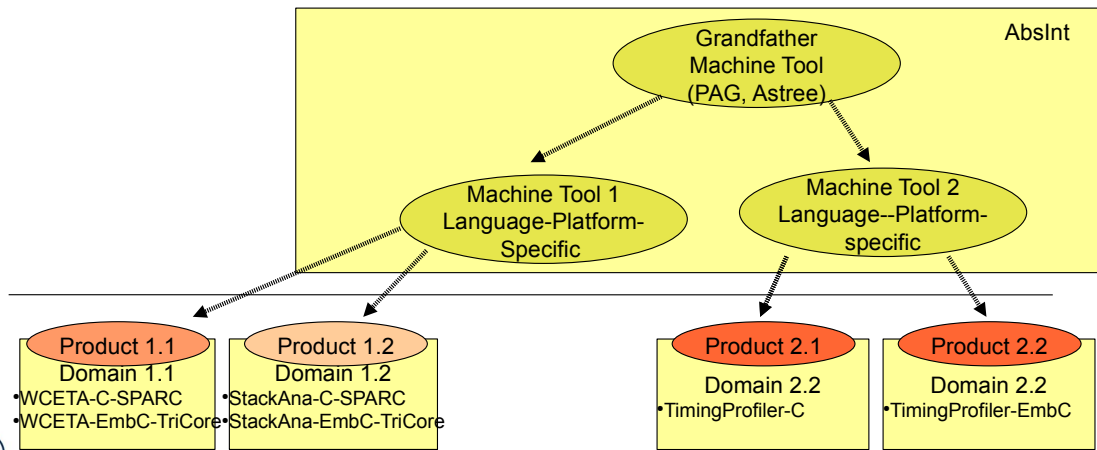 AbsInt
Grandfather
Machine Tool
(PAG, Astree)
Machine Tool 1
Language-Platform-
Specific
Machine Tool 2
Language--Platform-
specific
Product 1.1
Domain 1.1
•WCETA-C-SPARC
•WCETA-EmbC-TriCore
Product 1.2
Domain 1.2
•StackAna-C-SPARC
•StackAna-EmbC-TriCore
Product 2.1
Domain 2.2
•TimingProfiler-C
Product 2.2
Domain 2.2
•TimingProfiler-EmbC